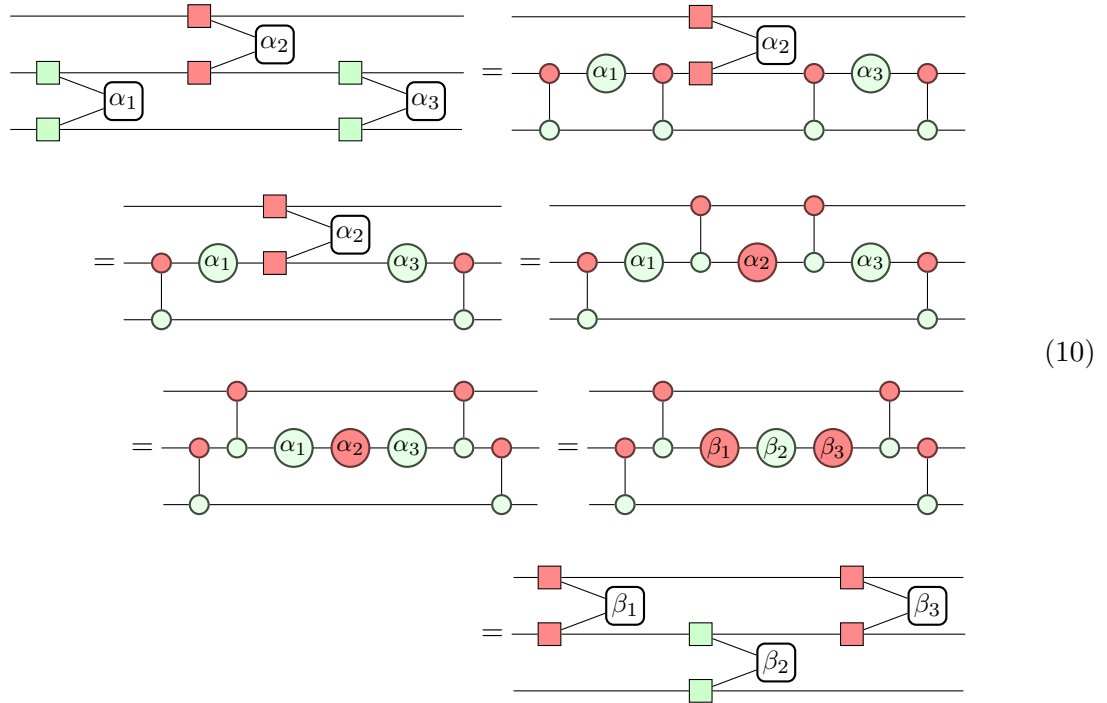 α₂ α₁ α₃ = α₁ α₂ α₃
= α₁ α₂ α₃ = α₁ α₂ α₃
(10)
= α₁ α₂ α₃ = β₁ β₂ β₃
= β₁ β₂ β₃